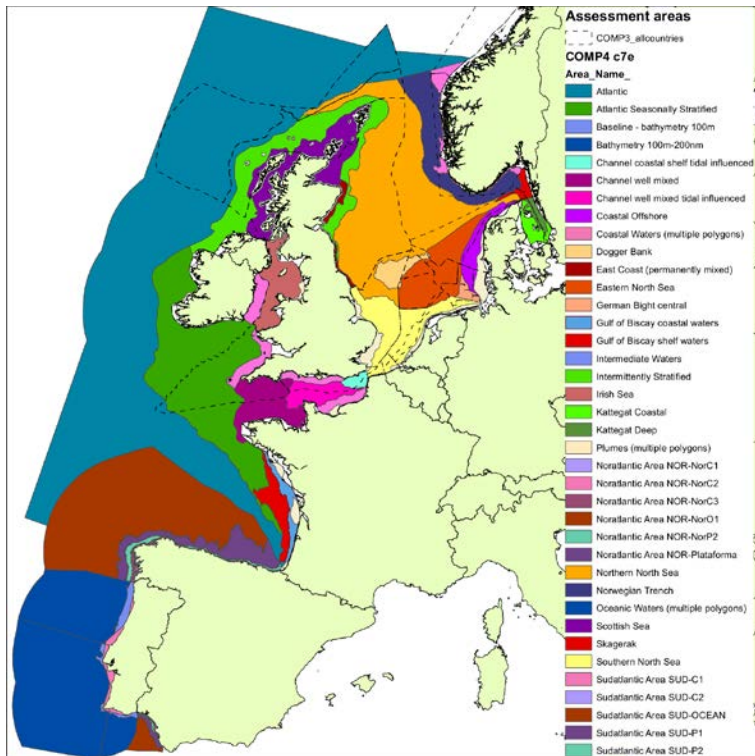 Assessment areas
COMP3_allcountries
COMP4 c7e
Area_Name_
Atlantic
Atlantic Seasonally Stratified
Baseline - bathymetry 100m
Bathymetry 100m-200nm
Channel coastal shelf tidal influenced
Channel well mixed
Channel well mixed tidal influenced
Coastal Offshore
Coastal Waters (multiple polygons)
Dogger Bank
East Coast (permanently mixed)
Eastern North Sea
German Bight central
Gulf of Biscay coastal waters
Gulf of Biscay shelf waters
Intermediate Waters
Intermittently Stratified
Irish Sea
Kattegat Coastal
Kattegat Deep
Plumes (multiple polygons)
Noratlantic Area NOR-NorC1
Noratlantic Area NOR-NorC2
Noratlantic Area NOR-NorC3
Noratlantic Area NOR-NorO1
Noratlantic Area NOR-NorP2
Noratlantic Area NOR-Plataforma
Northern North Sea
Norwegian Trench
Oceanic Waters (multiple polygons)
Scottish Sea
Skagerak
Southern North Sea
Sudatlantic Area SUD-C1
Sudatlantic Area SUD-C2
Sudatlantic Area SUD-OCEAN
Sudatlantic Area SUD-P1
Sudatlantic Area SUD-P2